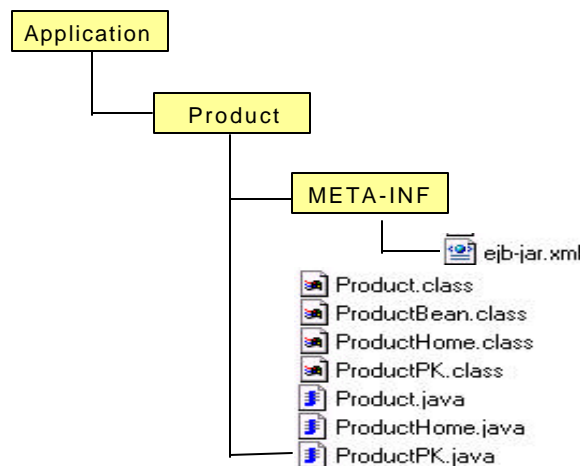 Application
Product
META-INF
ejb-jar.xml
Product.class
ProductBean.class
ProductHome.class
ProductPK.class
Product.java
ProductHome.java
ProductPK.java